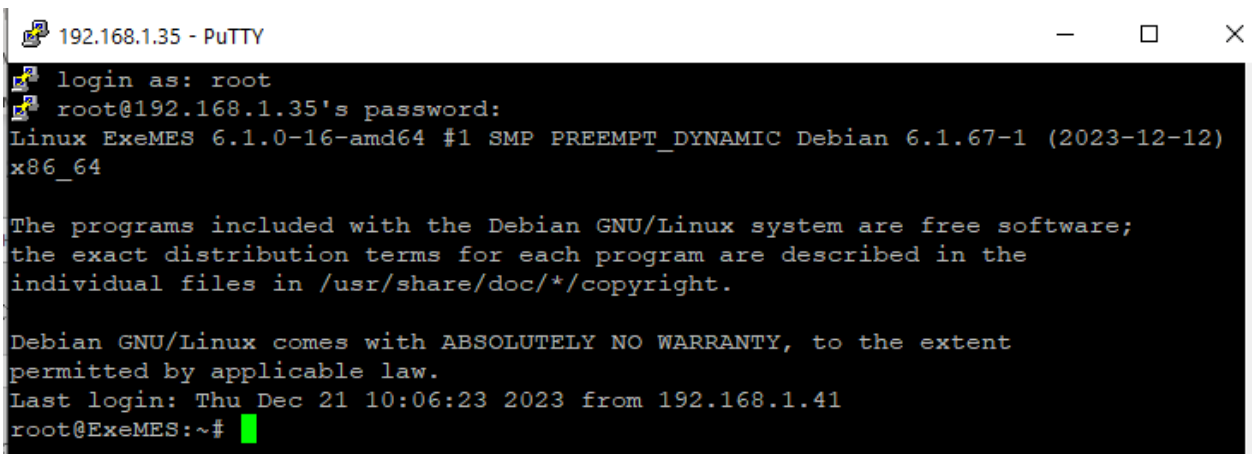 192.168.1.35 - PuTTY
login as: root
root@192.168.1.35's password:
Linux ExeMES 6.1.0-16-amd64 #1 SMP PREEMPT_DYNAMIC Debian 6.1.67-1 (2023-12-12)
x86_64
The programs included with the Debian GNU/Linux system are free software;
the exact distribution terms for each program are described in the
individual files in /usr/share/doc/*/copyright.
Debian GNU/Linux comes with ABSOLUTELY NO WARRANTY, to the extent
permitted by applicable law.
Last login: Thu Dec 21 10:06:23 2023 from 192.168.1.41
root@ExeMES:~#